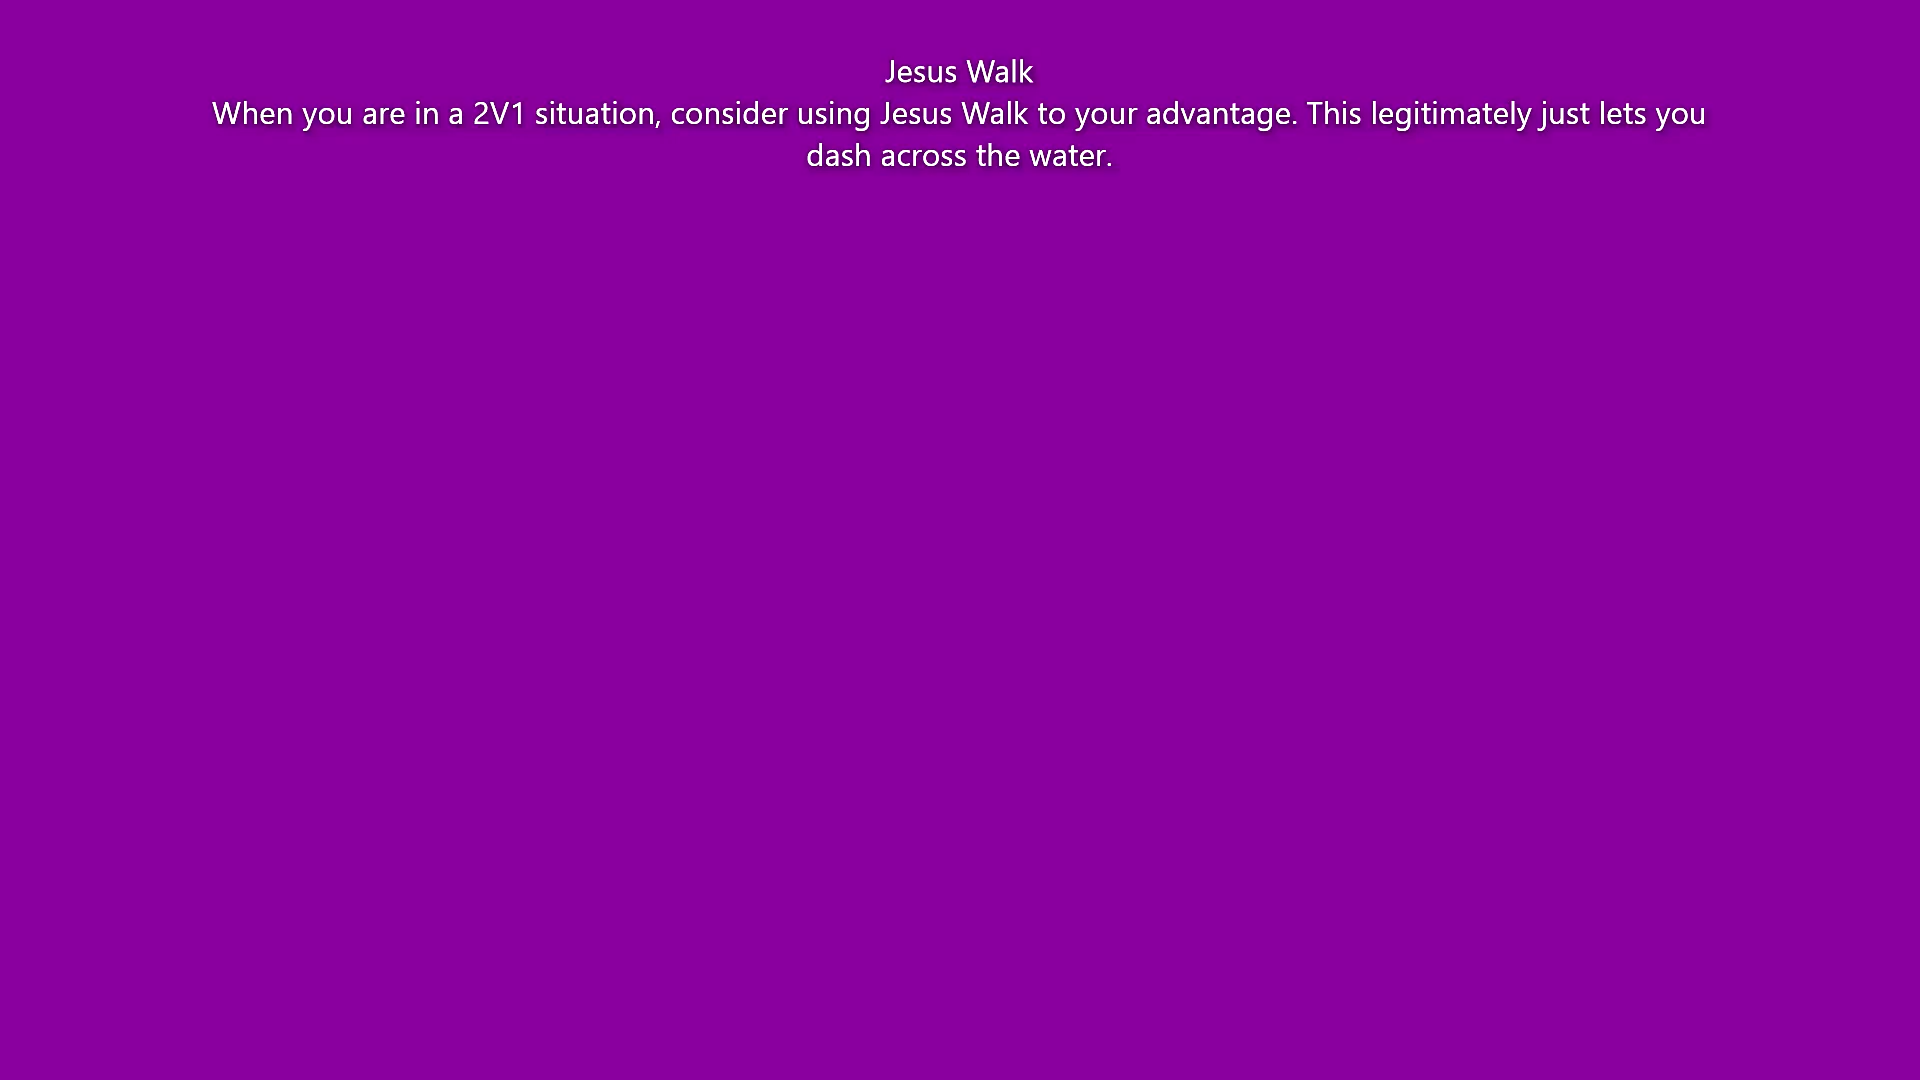 Jesus Walk
When you are in a 2V1 situation, consider using Jesus Walk to your advantage. This legitimately just lets you
dash across the water.